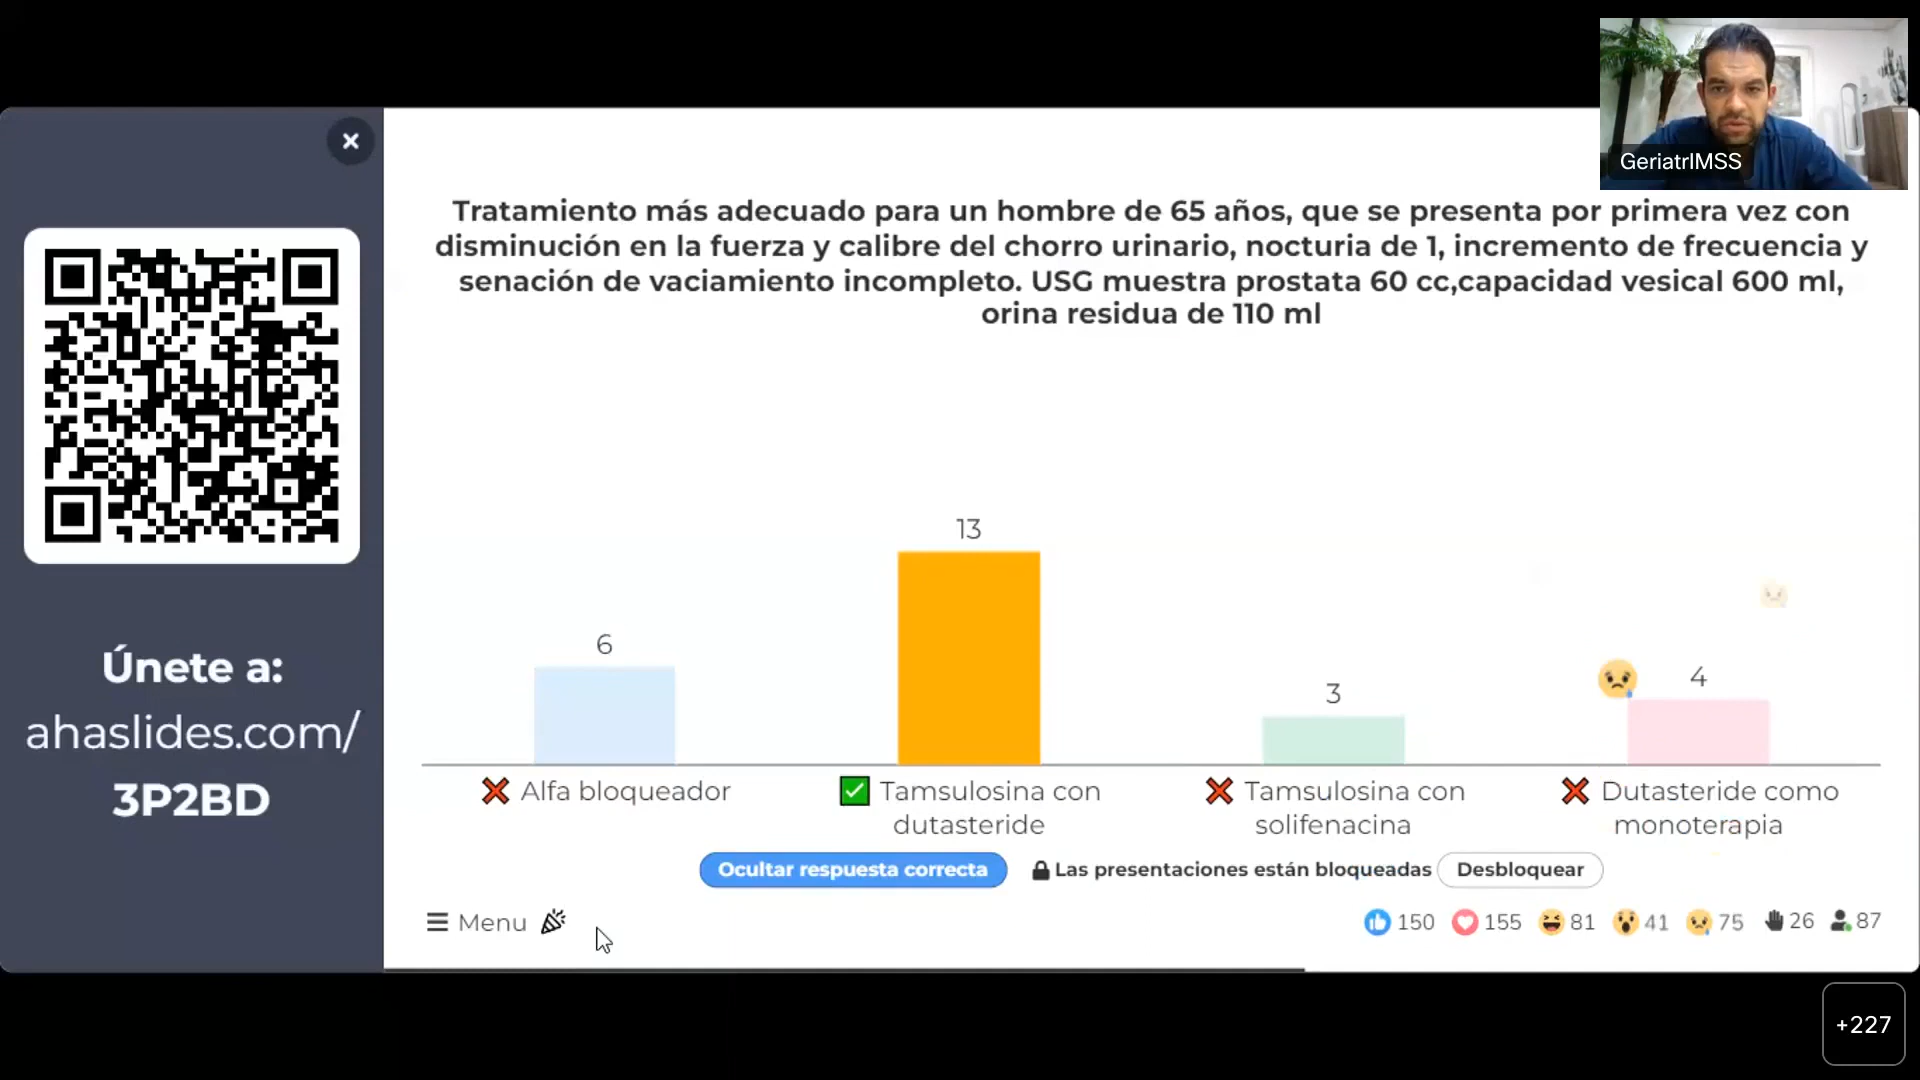 GeriatrIMSS
Tratamiento más adecuado para un hombre de 65 años, que se presenta por primera vez con
disminución en la fuerza y calibre del chorro urinario, nocturia de 1, incremento de frecuencia y
senación de vaciamiento incompleto. USG muestra prostata 60 cc,capacidad vesical 600 ml,
orina residua de 110 ml
Únete a:
ahaslides.com/
3P2BD
6
13
3
4
Alfa bloqueador
Tamsulosina con
dutasteride
Tamsulosina con
solifenacina
Dutasteride como
monoterapia
Ocultar respuesta correcta
Las presentaciones están bloqueadas
Desbloquear
Menu
150
155
81
41
75
26
87
+227